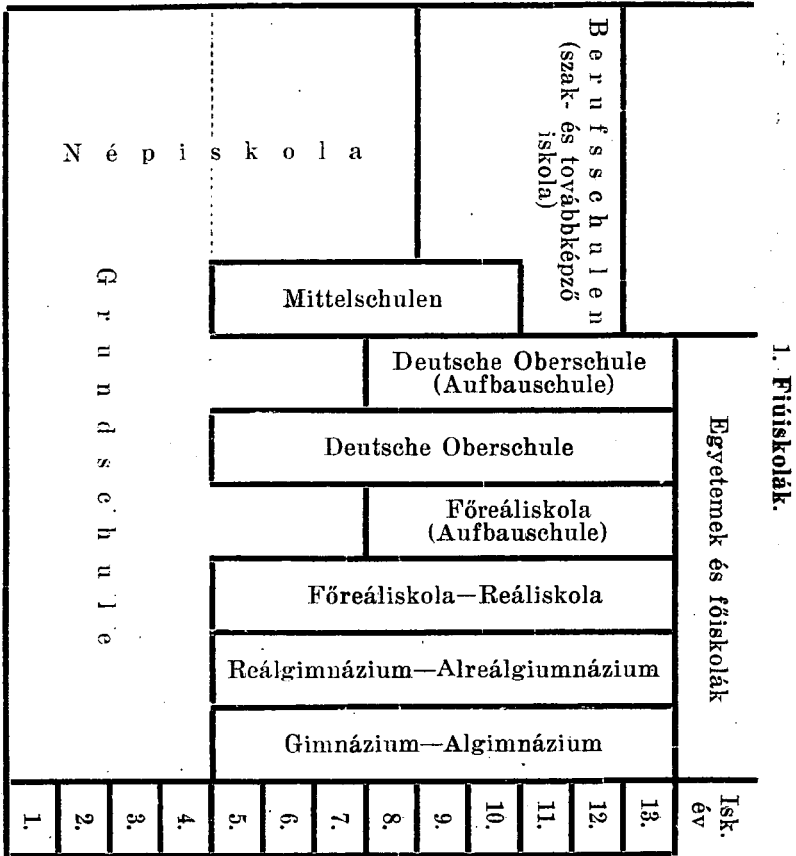 1. Fiúiskolák.
Népiskola
Berufsschulen
(szak- és továbbképző
iskola)
Grundschule
Mittelschulen
Deutsche Oberschule
(Aufbauschule)
Deutsche Oberschule
Főreáliskola
(Aufbauschule)
Főreáliskola—Reáliskola
Reálgimnázium—Alreálgiumnázium
Gimnázium—Algimnázium
Egyetemek és főiskolák
1.
2.
3.
4.
5.
6.
7.
8.
9.
10.
11.
12.
13.
Isk.
év